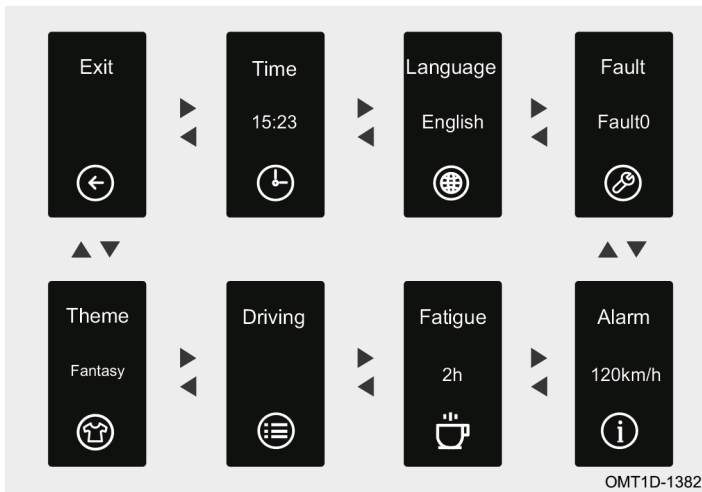 Exit
Time
15:23
Language
English
Fault
Fault0
Theme
Fantasy
Driving
Fatigue
2h
Alarm
120km/h
OMT1D-1382